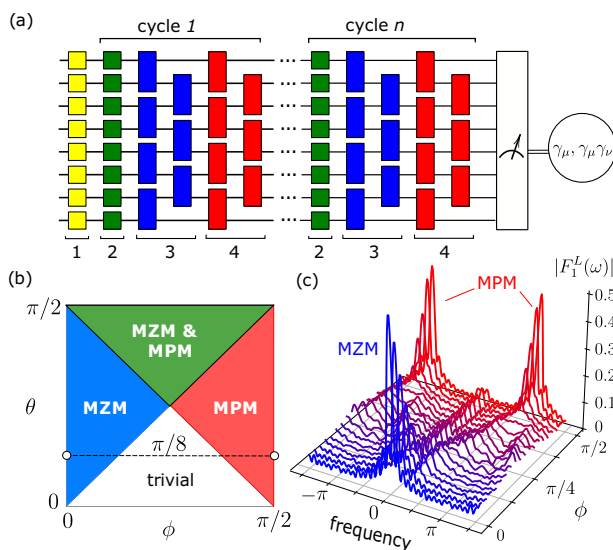 (a)
cycle 1
cycle n
...
...
γμ, γμγν
1
2
3
4
2
3
4
(b)
π/2
θ
0
MZM &
MPM
MZM
MPM
π/8
trivial
0
ϕ
π/2
(c)
|F₁ᴸ(ω)|
MPM
MZM
0.5
0.4
0.3
0.2
0.1
0
π/2
π/4
0
ϕ
−π
0
π
frequency